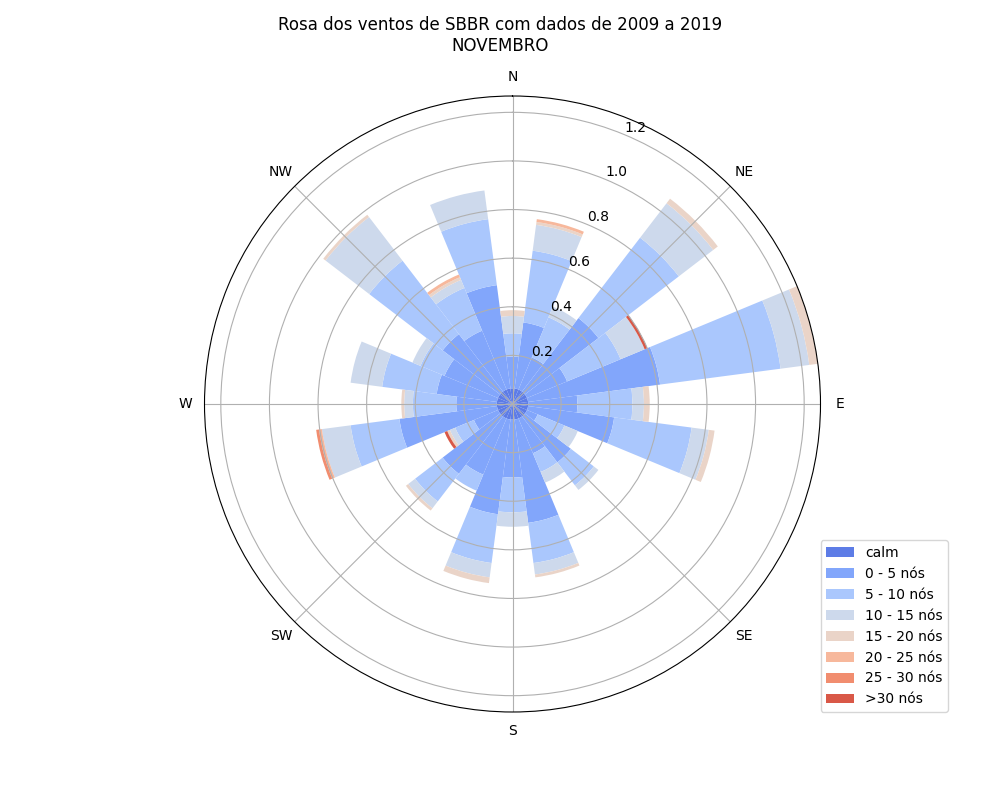 Rosa dos ventos de SBBR com dados de 2009 a 2019
NOVEMBRO
N
NE
E
SE
S
SW
W
NW
1.2
1.0
0.8
0.6
0.4
0.2
calm
0 - 5 nós
5 - 10 nós
10 - 15 nós
15 - 20 nós
20 - 25 nós
25 - 30 nós
>30 nós